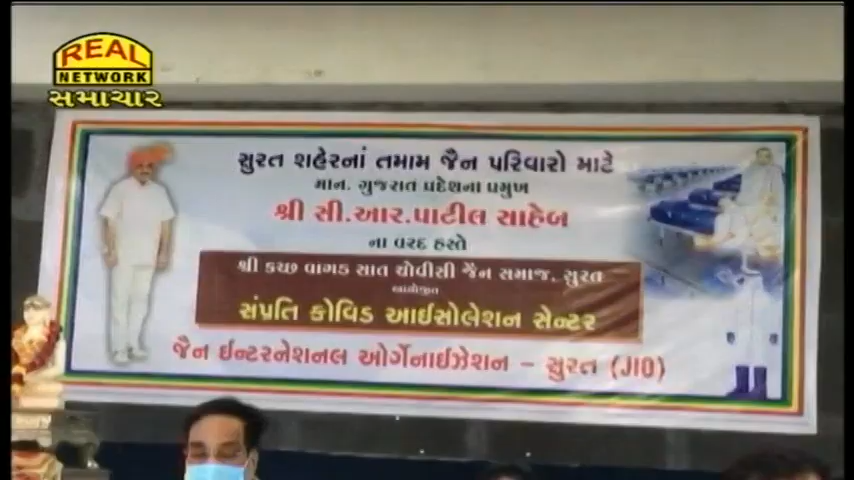 REAL
NETWORK
સમાચાર
સુરત શહેરનાં તમામ જૈન પરિવારો માટે
માન. ગુજરાત પ્રદેશના પ્રમુખ
શ્રી સી.આર.પાટીલ સાહેબ
ના વરદ હસ્તે
શ્રી કચ્છ વાગડ સાત ચોવીસી જૈન સમાજ. સુરત
આયોજીત
સંપ્રતિ કોવિડ આઈસોલેશન સેન્ટર
જૈન ઈન્ટરનેશનલ ઓર્ગેનાઈઝેશન - સુરત (JIO)